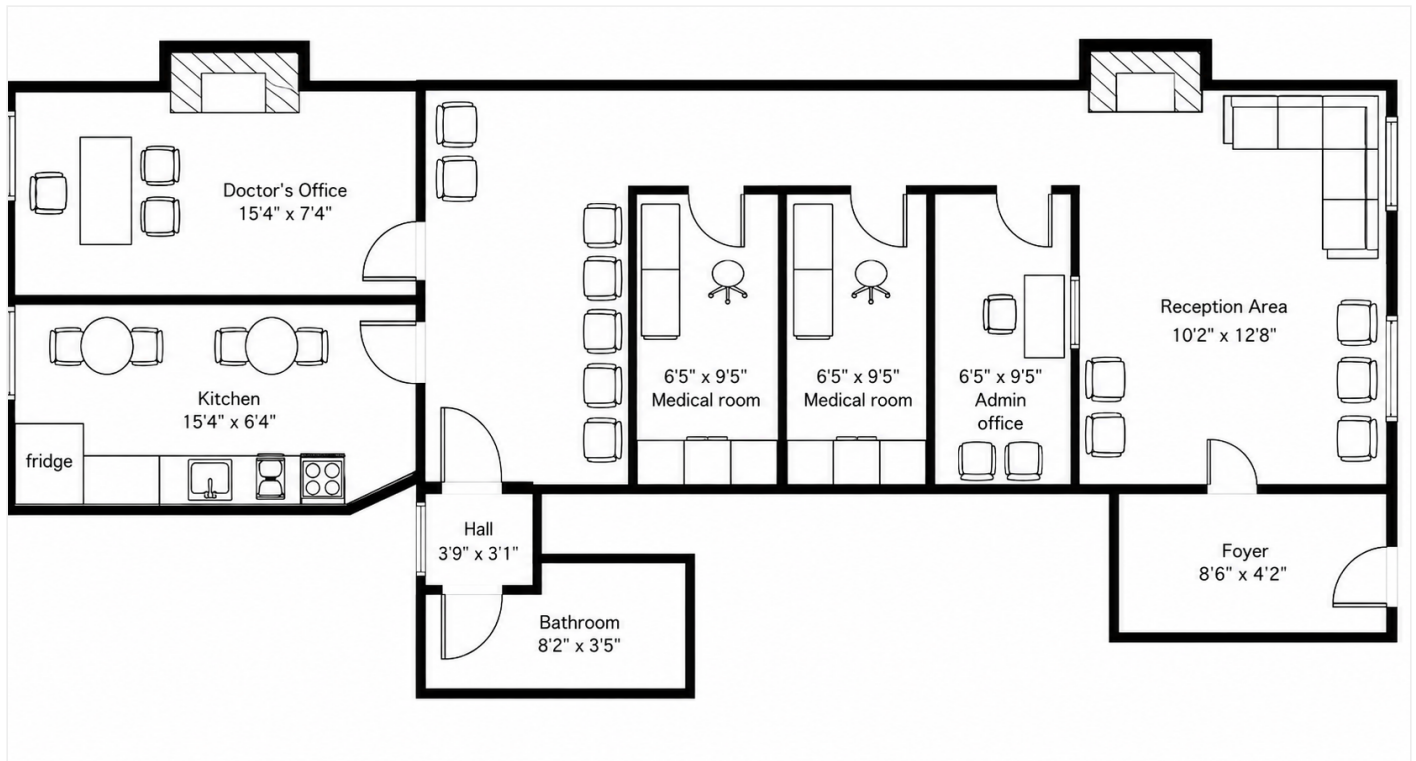 Doctor's Office
15'4" x 7'4"
Reception Area
10'2" x 12'8"
6'5" x 9'5"
Medical room
6'5" x 9'5"
Medical room
6'5" x 9'5"
Admin
office
Kitchen
15'4" x 6'4"
fridge
Hall
3'9" x 3'1"
Foyer
8'6" x 4'2"
Bathroom
8'2" x 3'5"